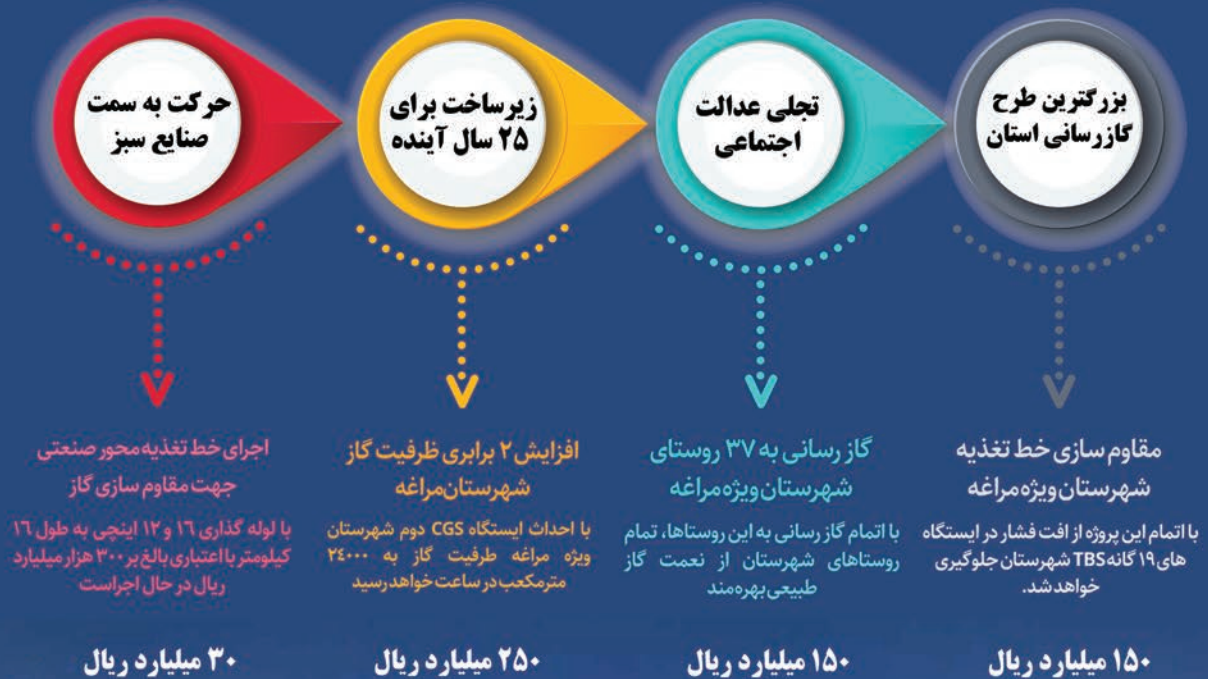 بزرگترین طرح
گازرسانی استان
تجلی عدالت
اجتماعی
زیرساخت برای
۲۵ سال آینده
حرکت به سمت
صنایع سبز
مقاوم سازی خط تغذیه
شهرستان ویژه مراغه
با اتمام این پروژه از افت فشار در ایستگاه
های ۱۹ گانه TBS شهرستان جلوگیری
خواهد شد.
۱۵۰ میلیارد ریال
گاز رسانی به ۳۷ روستای
شهرستان ویژه مراغه
با اتمام گاز رسانی به این روستاها، تمام
روستاهای شهرستان از نعمت گاز
طبیعی بهره‌مند
۱۵۰ میلیارد ریال
افزایش ۲ برابری ظرفیت گاز
شهرستان مراغه
با احداث ایستگاه CGS دوم شهرستان
ویژه مراغه ظرفیت گاز به ۲۴۰۰۰
مترمکعب در ساعت خواهد رسید
۲۵۰ میلیارد ریال
اجرای خط تغذیه محور صنعتی
جهت مقاوم سازی گاز
با لوله گذاری ۱۶ و ۱۲ اینچی به طول ۱۶
کیلومتر با اعتباری بالغ بر ۳۰۰ هزار میلیارد
ریال در حال اجراست
۳۰ میلیارد ریال